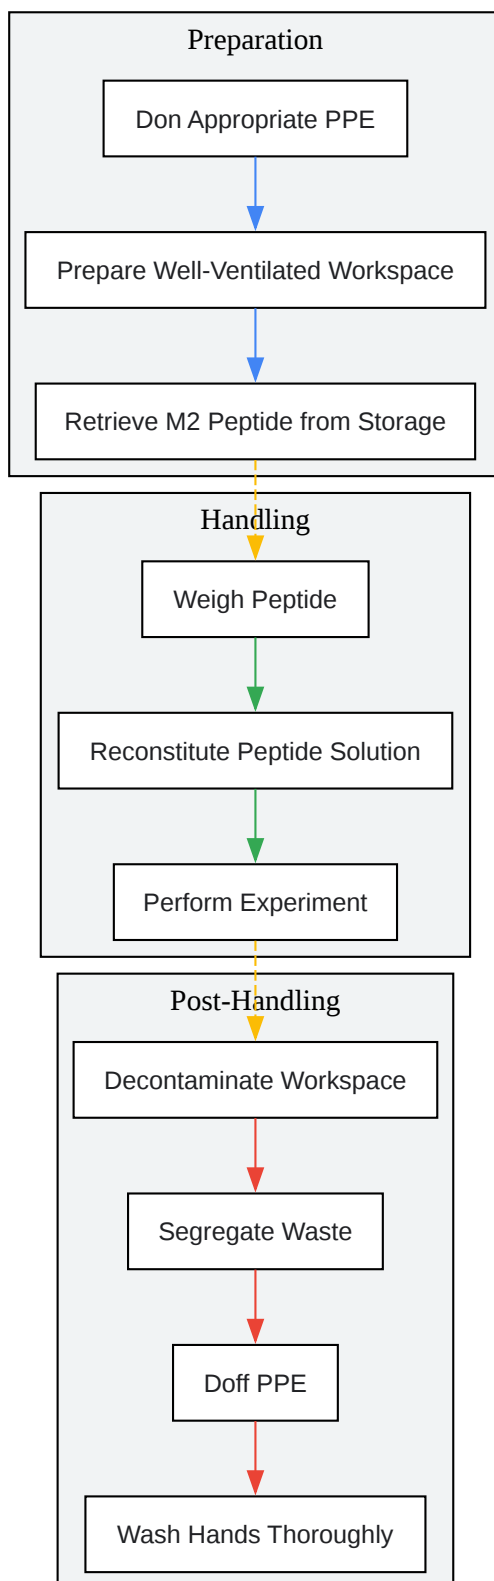 Preparation
Don Appropriate PPE
Prepare Well-Ventilated Workspace
Retrieve M2 Peptide from Storage
Handling
Weigh Peptide
Reconstitute Peptide Solution
Perform Experiment
Post-Handling
Decontaminate Workspace
Segregate Waste
Doff PPE
Wash Hands Thoroughly